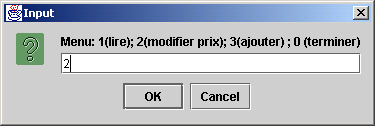 Input
Menu: 1(lire); 2(modifier prix); 3(ajouter) ; 0 (terminer)
2
OK Cancel